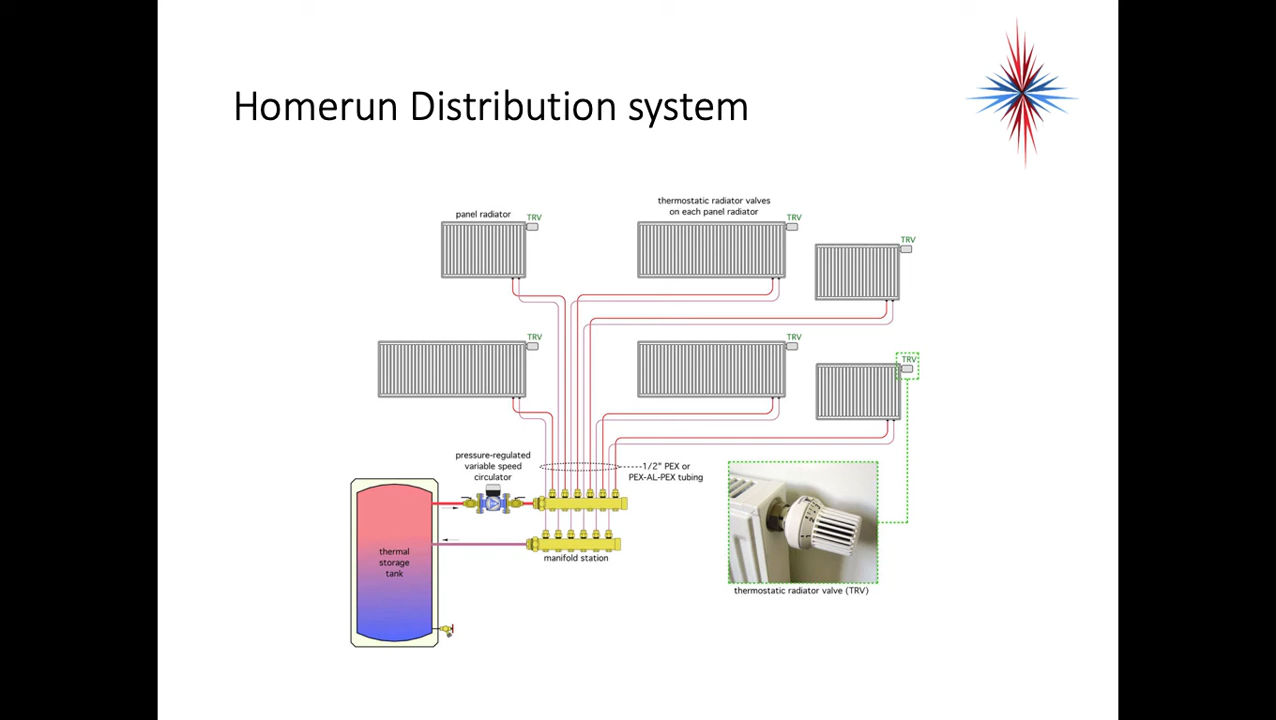 Homerun Distribution system
thermostatic radiator valves
on each panel radiator
panel radiator
TRV
TRV
TRV
TRV
TRV
TRV
pressure-regulated
variable speed
circulator
1/2" PEX or
PEX-AL-PEX tubing
thermal
storage
tank
manifold station
thermostatic radiator valve (TRV)